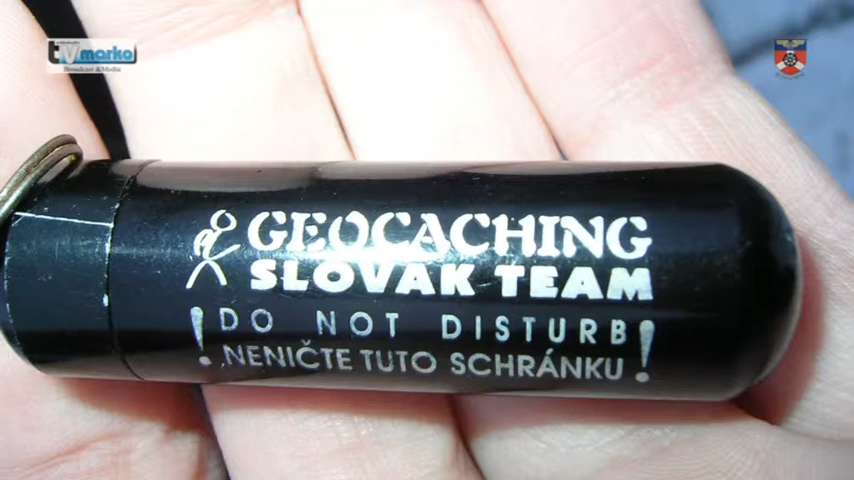 tvmarko
Broadcast & Media
GEOCACHING
SLOVAK TEAM
! DO NOT DISTURB !
NENIČTE TUTO SCHRÁNKU